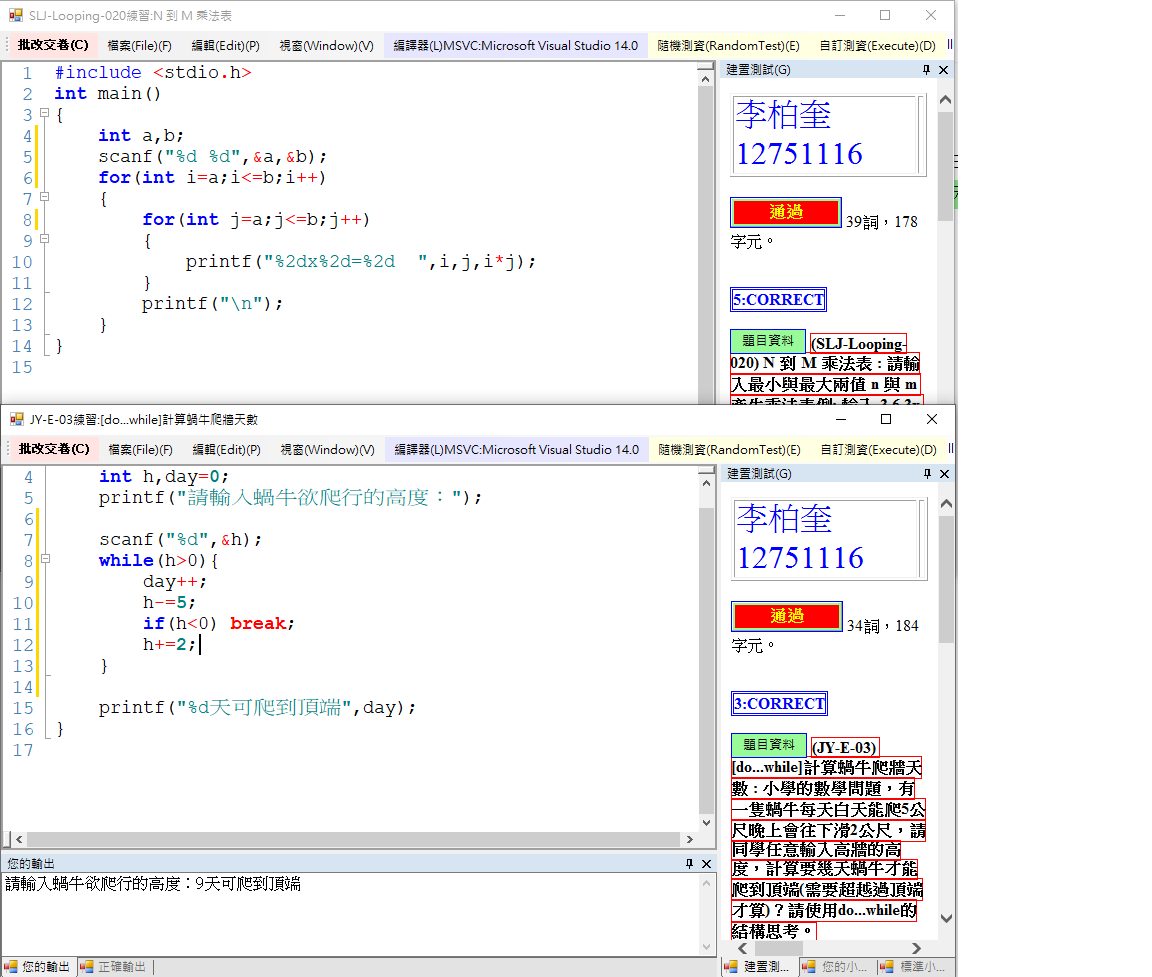 SLJ-Looping-020練習:N 到 M 乘法表
批改交卷(C) 檔案(File)(F) 編輯(Edit)(P) 視窗(Window)(V) 編譯器(L)MSVC:Microsoft Visual Studio 14.0 隨機測資(RandomTest)(E) 自訂測資(Execute)(D)
1 #include <stdio.h>
2 int main()
3 {
4 int a,b;
5 scanf("%d %d",&a,&b);
6 for(int i=a;i<=b;i++)
7 {
8 for(int j=a;j<=b;j++)
9 {
10 printf("%2dx%2d=%2d  ",i,j,i*j);
11 }
12 printf("\n");
13 }
14 }
15
建置測試(G)
李柏奎
12751116
通過 39詞，178
字元。
5:CORRECT
題目資料 (SLJ-Looping-
020) N 到 M 乘法表 : 請輸
入最小與最大兩值 n 與 m
JY-E-03練習:[do...while]計算蝸牛爬牆天數
批改交卷(C) 檔案(File)(F) 編輯(Edit)(P) 視窗(Window)(V) 編譯器(L)MSVC:Microsoft Visual Studio 14.0 隨機測資(RandomTest)(E) 自訂測資(Execute)(D)
4 int h,day=0;
5 printf("請輸入蝸牛欲爬行的高度：");
6
7 scanf("%d",&h);
8 while(h>0){
9 day++;
10 h-=5;
11 if(h<0) break;
12 h+=2;
13 }
14
15 printf("%d天可爬到頂端",day);
16 }
17
建置測試(G)
李柏奎
12751116
通過 34詞，184
字元。
3:CORRECT
題目資料 (JY-E-03)
[do...while]計算蝸牛爬牆天
數 : 小學的數學問題，有
一隻蝸牛每天白天能爬5公
尺晚上會往下滑2公尺，請
同學任意輸入高牆的高
度，計算要幾天蝸牛才能
爬到頂端(需要超越過頂端
才算)？請使用do...while的
結構思考。
您的輸出
請輸入蝸牛欲爬行的高度：9天可爬到頂端
您的輸出 正確輸出
建置測... 您的小... 標準小...